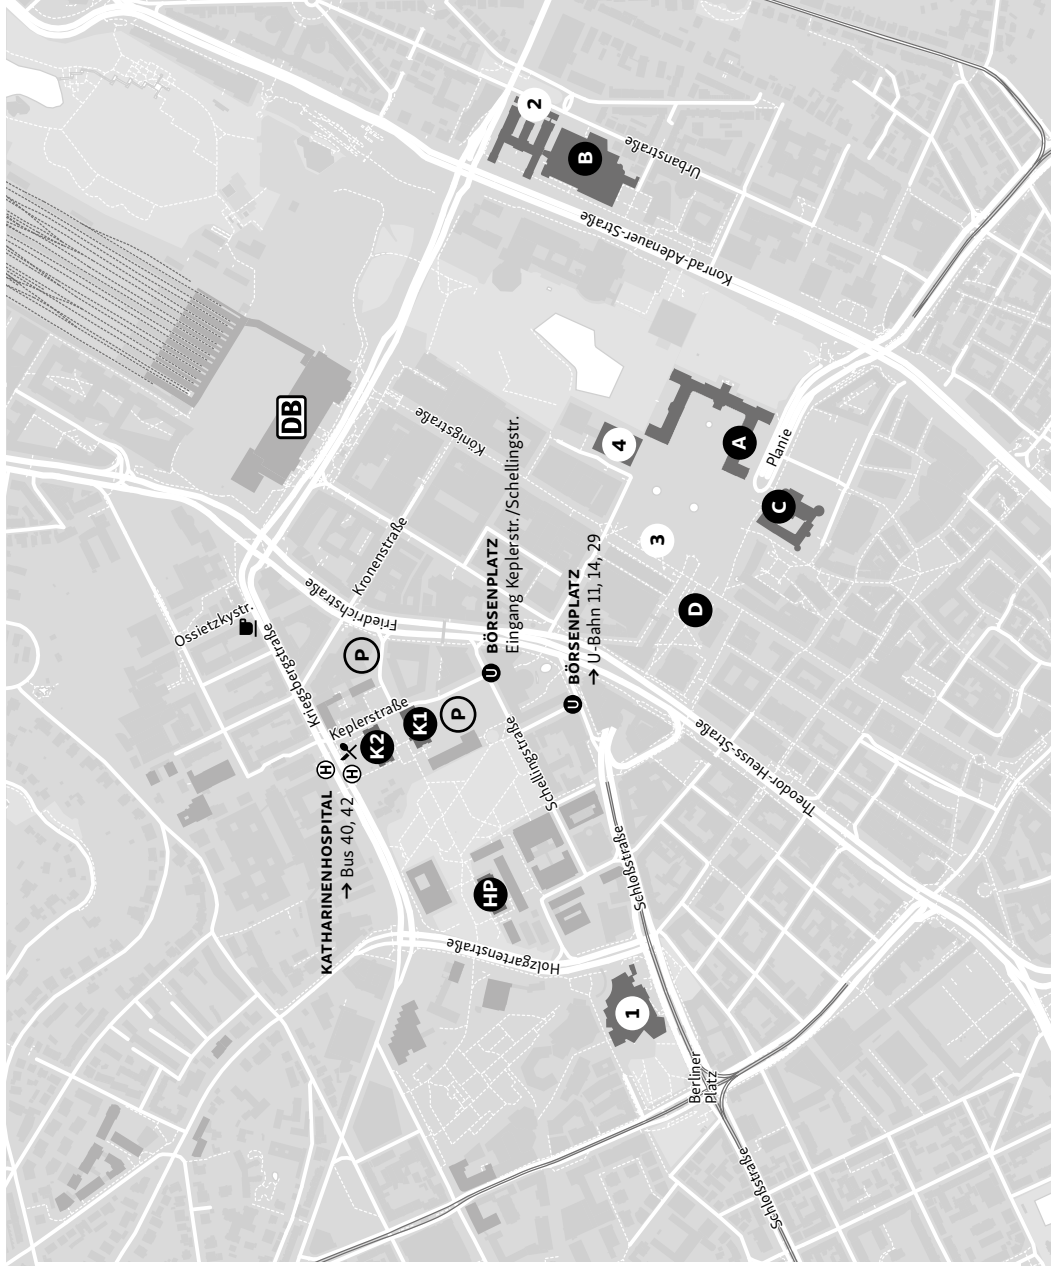 KATHARINENHOSPITAL
→ Bus 40, 42
H
H
Ossietzkystr.
Kriegsbergstraße
Keplerstraße
K2
K1
P
P
HP
Holzgartenstraße
1
Berliner
Platz
Schloßstraße
Schloßstraße
Schellingstraße
Friedrichstraße
Kronenstraße
Königstraße
DB
U BÖRSENPLATZ
Eingang Keplerstr./Schellingstr.
U BÖRSENPLATZ
→ U-Bahn 11, 14, 29
Theodor-Heuss-Straße
D
3
4
A
C
Planie
Konrad-Adenauer-Straße
Urbanstraße
B
2